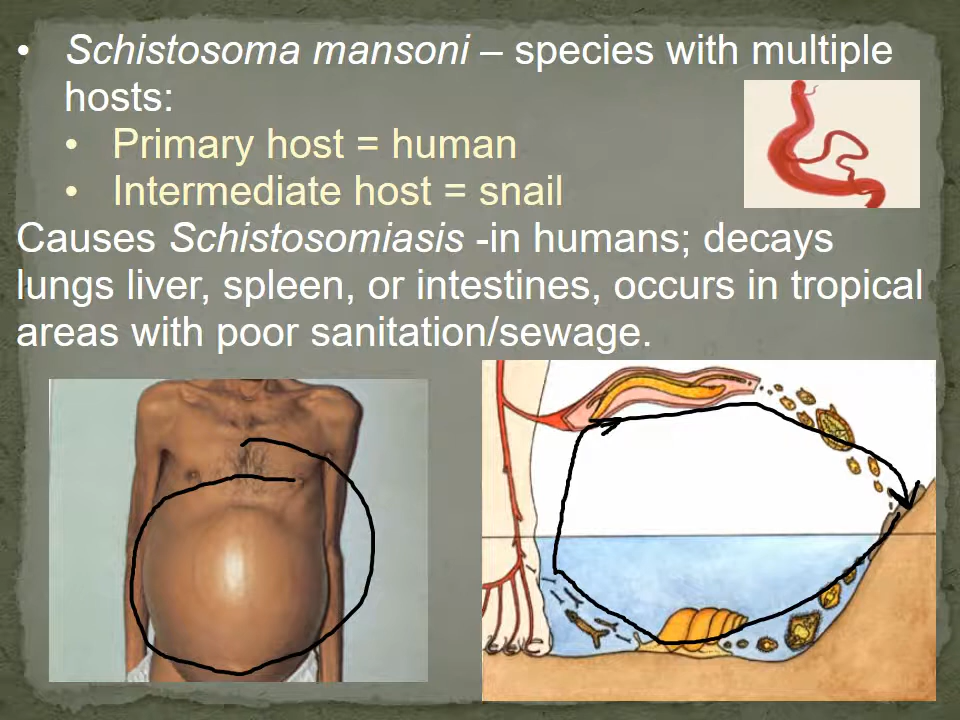 • Schistosoma mansoni – species with multiple
hosts:
• Primary host = human
• Intermediate host = snail
Causes Schistosomiasis -in humans; decays
lungs liver, spleen, or intestines, occurs in tropical
areas with poor sanitation/sewage.